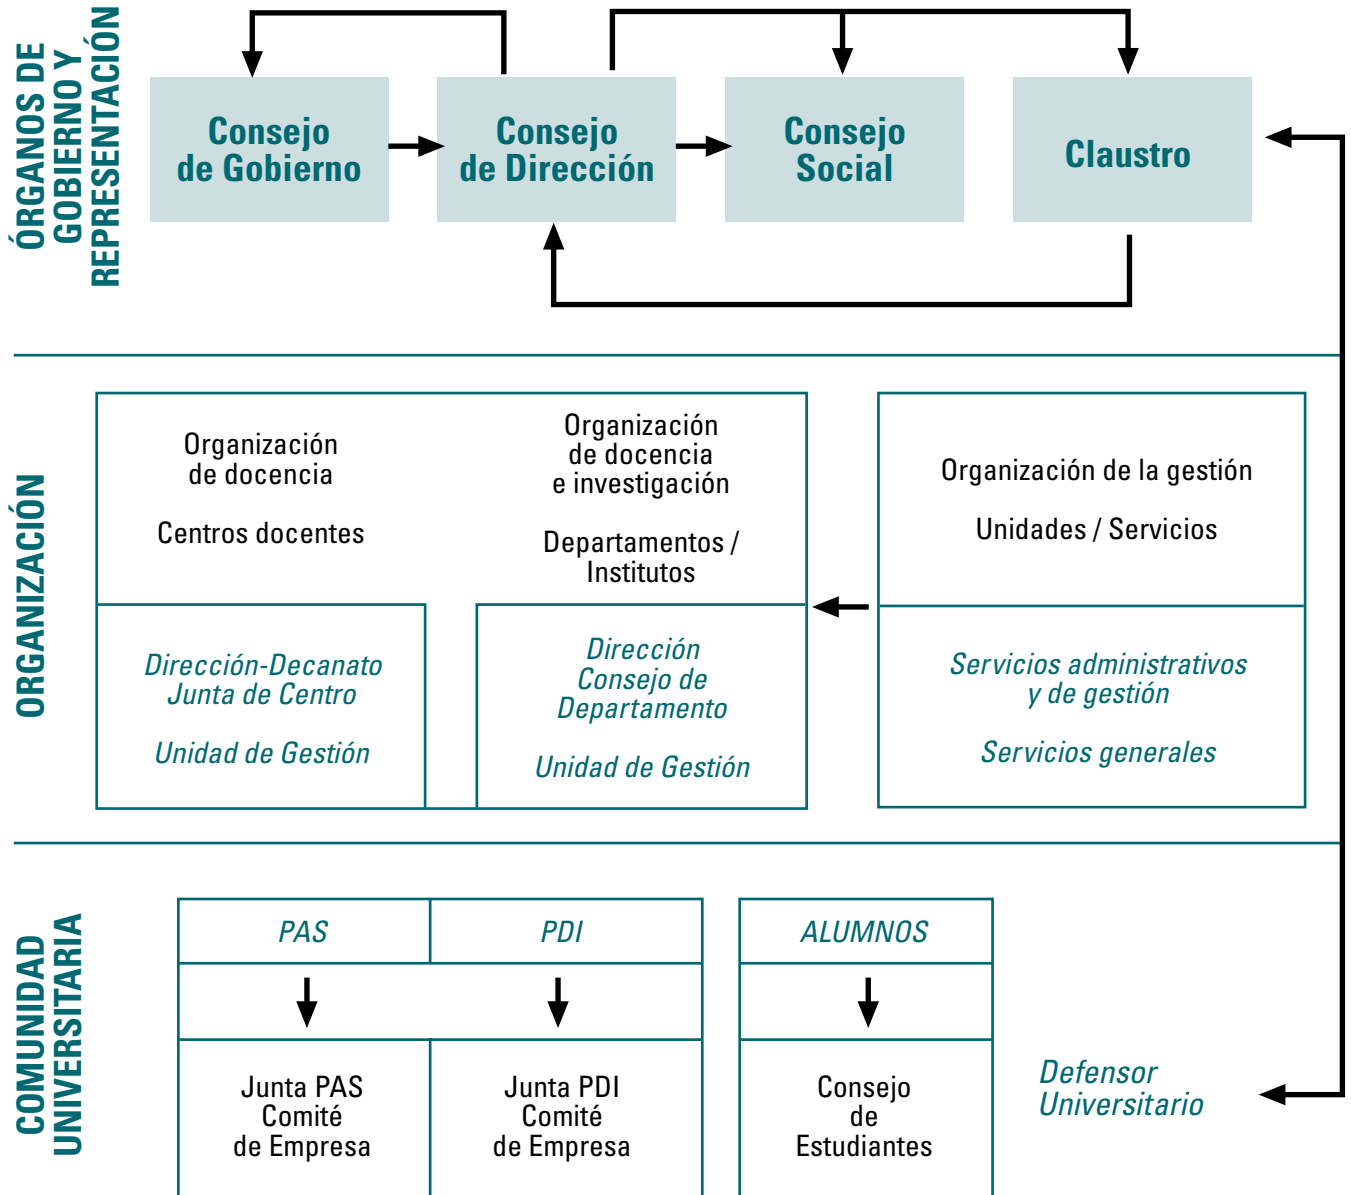 ÓRGANOS DE
GOBIERNO Y
REPRESENTACIÓN
Consejo
de Gobierno
Consejo
de Dirección
Consejo
Social
Claustro
ORGANIZACIÓN
Organización
de docencia
Centros docentes
Organización
de docencia
e investigación
Departamentos /
Institutos
Organización de la gestión
Unidades / Servicios
Dirección-Decanato
Junta de Centro
Unidad de Gestión
Dirección
Consejo de
Departamento
Unidad de Gestión
Servicios administrativos
y de gestión
Servicios generales
COMUNIDAD
UNIVERSITARIA
PAS
PDI
ALUMNOS
Junta PAS
Comité
de Empresa
Junta PDI
Comité
de Empresa
Consejo
de
Estudiantes
Defensor
Universitario